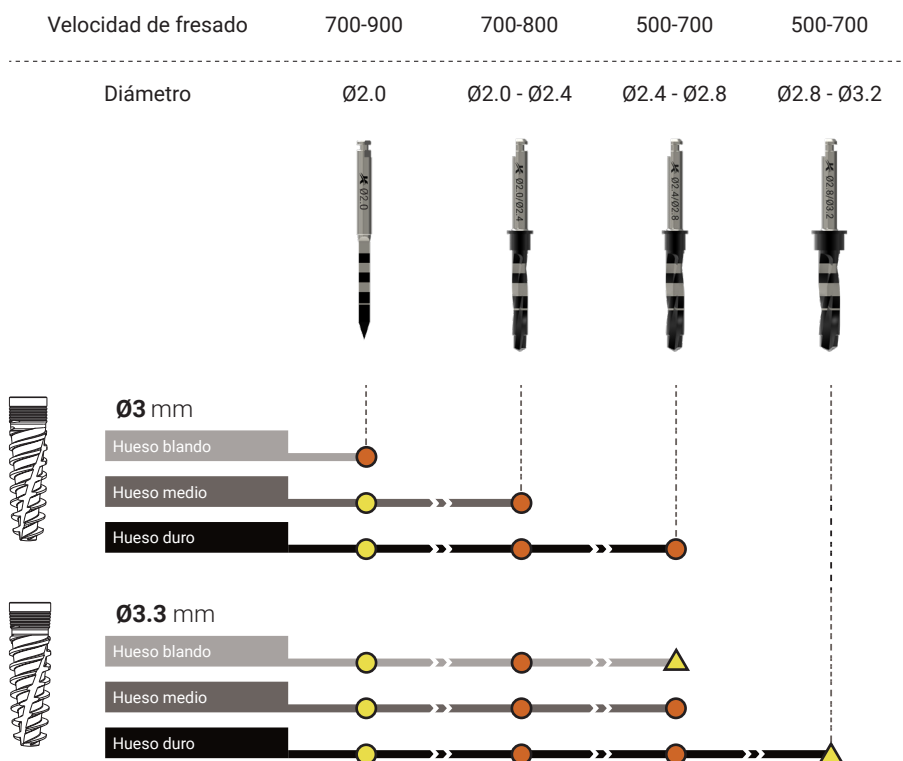 Velocidad de fresado 700-900 700-800 500-700 500-700
Diámetro Ø2.0 Ø2.0 - Ø2.4 Ø2.4 - Ø2.8 Ø2.8 - Ø3.2
Ø2.0 Ø2.0/Ø2.4 Ø2.4/Ø2.8 Ø2.8/Ø3.2
Ø3 mm
Hueso blando
Hueso medio
Hueso duro
Ø3.3 mm
Hueso blando
Hueso medio
Hueso duro